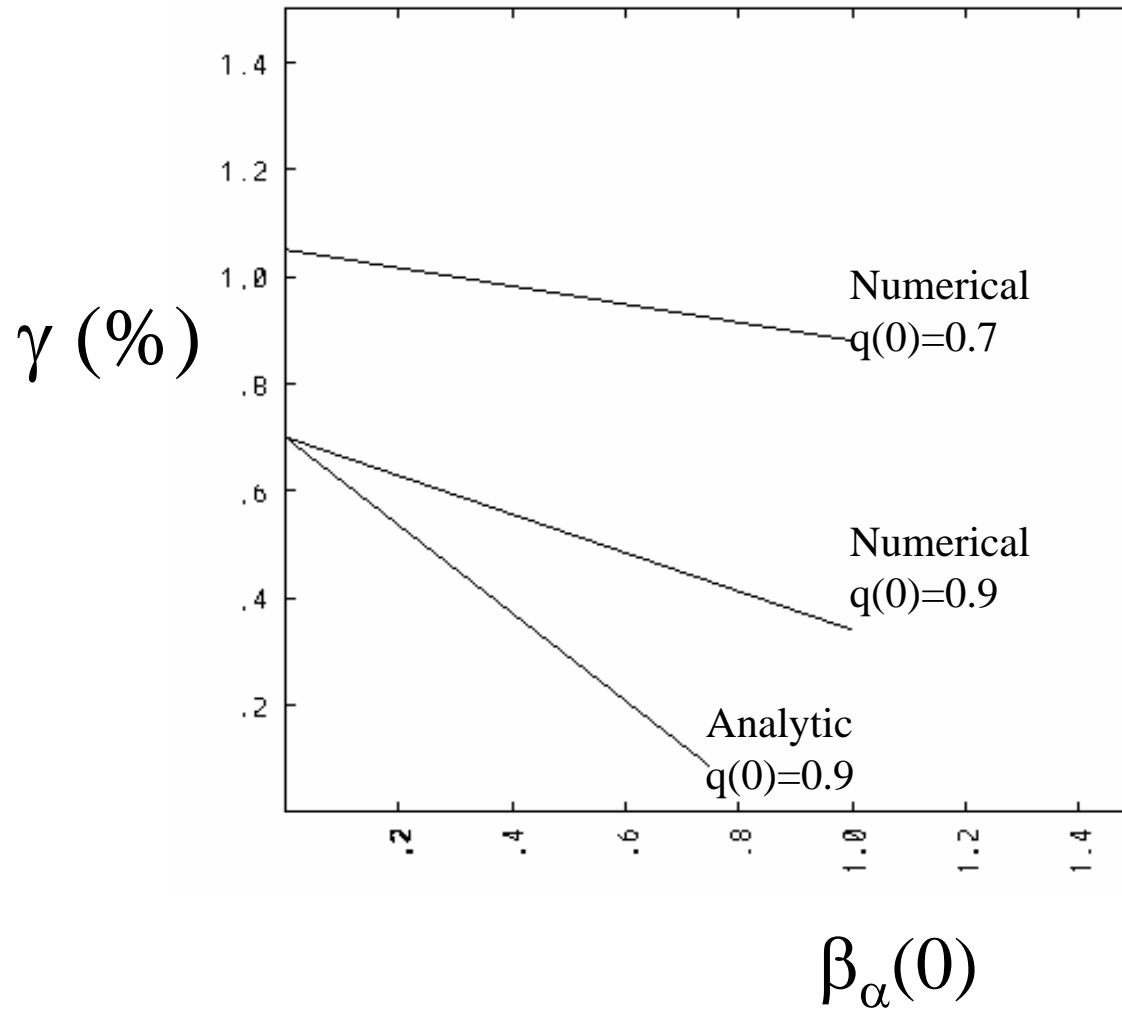 1.4
1.2
1.0
Numerical
q(0)=0.7
γ (%)
.8
.6
Numerical
q(0)=0.9
.4
.2
Analytic
q(0)=0.9
.2 .4 .6 .8 1.0 1.2 1.4
βα(0)